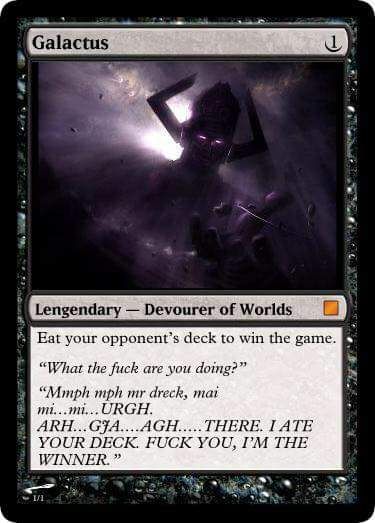 Galactus 1
Lengendary — Devourer of Worlds
Eat your opponent's deck to win the game.
"What the fuck are you doing?"
"Mmph mph mr dreck, mai
mi...mi...URGH.
ARH...GJA....AGH.....THERE. I ATE
YOUR DECK. FUCK YOU, I'M THE
WINNER."
1/1